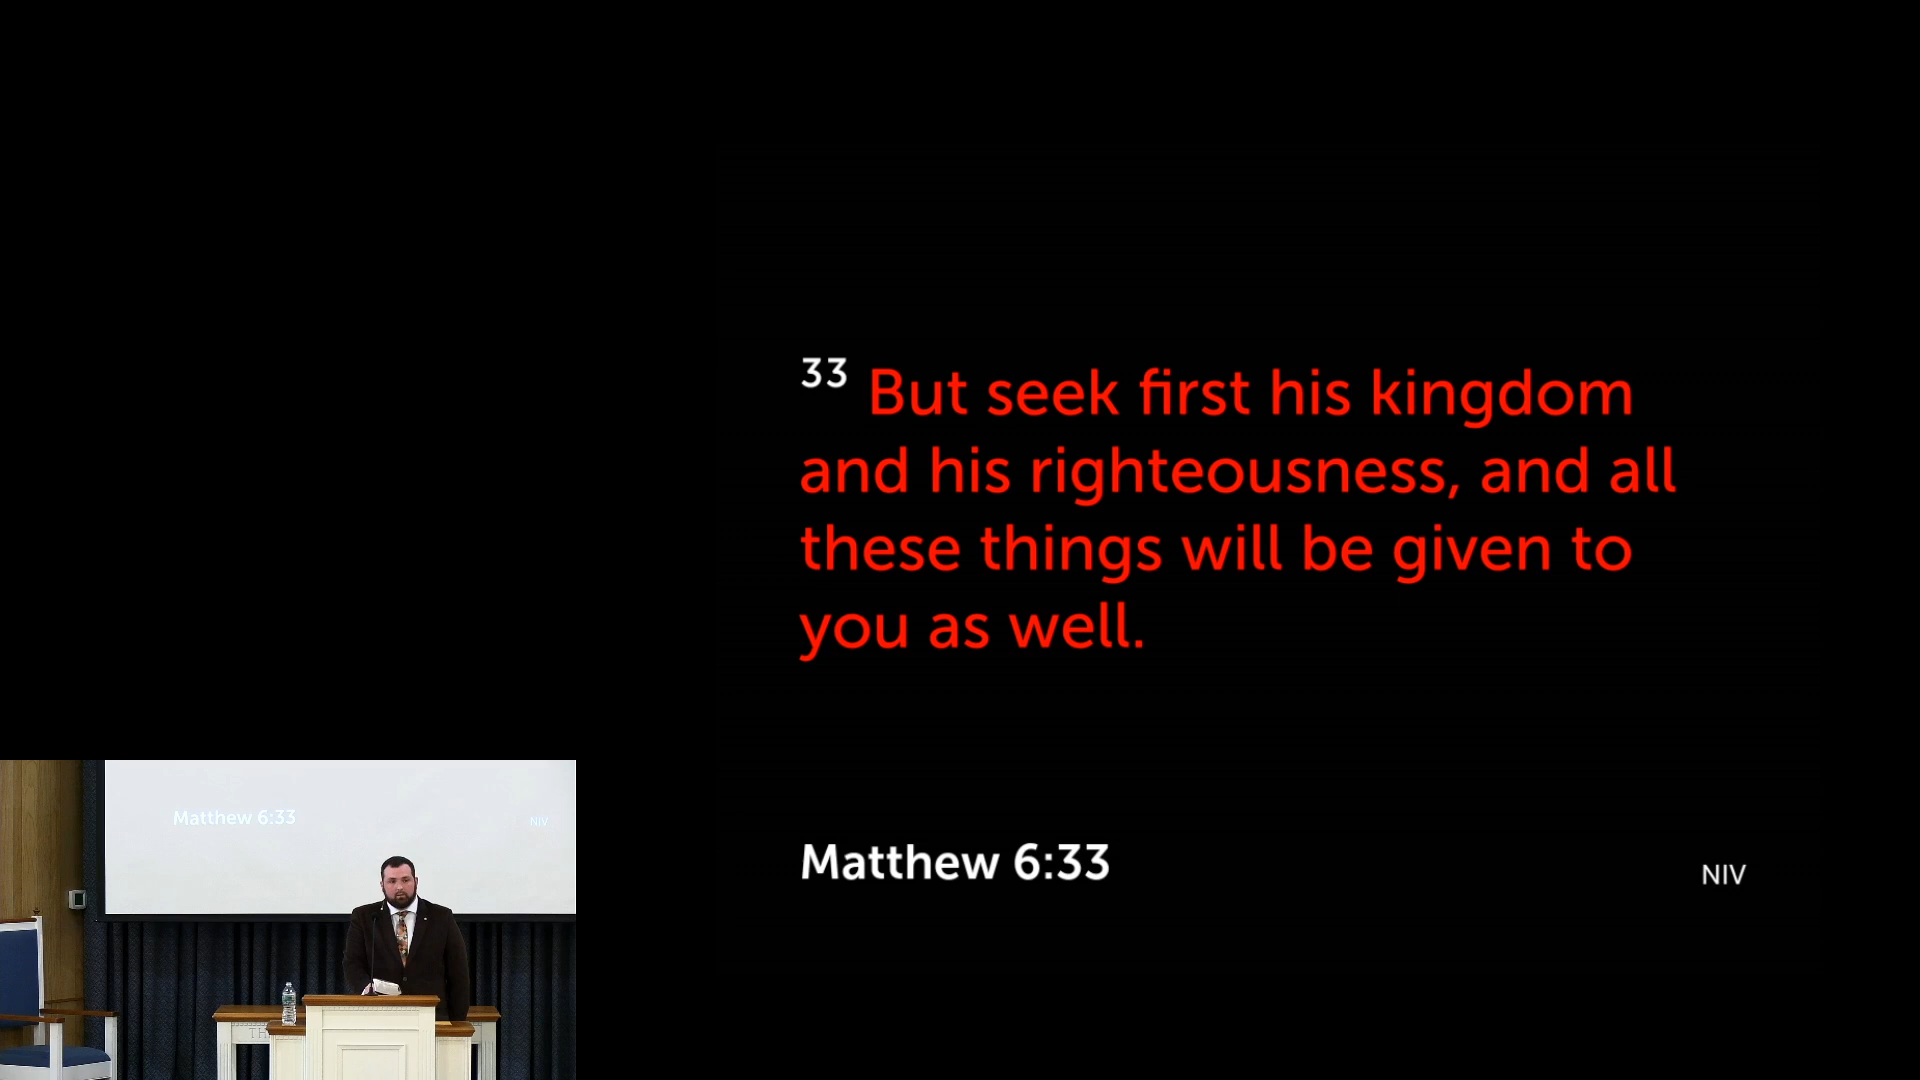 33 But seek first his kingdom
and his righteousness, and all
these things will be given to
you as well.
Matthew 6:33
NIV
Matthew 6:33
NIV
TH